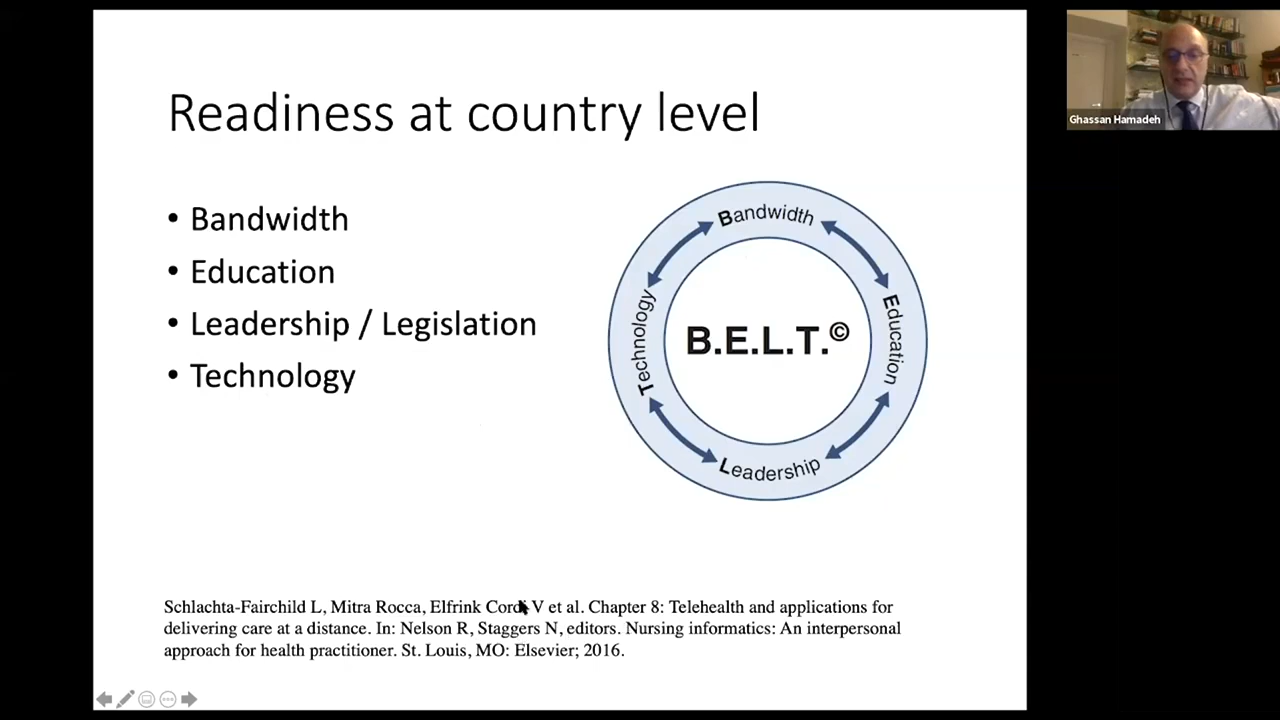 Readiness at country level
• Bandwidth
• Education
• Leadership / Legislation
• Technology
Bandwidth
Education
Leadership
Technology
B.E.L.T.©
Schlachta-Fairchild L, Mitra Rocca, Elfrink Cordi V et al. Chapter 8: Telehealth and applications for
delivering care at a distance. In: Nelson R, Staggers N, editors. Nursing informatics: An interpersonal
approach for health practitioner. St. Louis, MO: Elsevier; 2016.
Ghassan Hamadeh